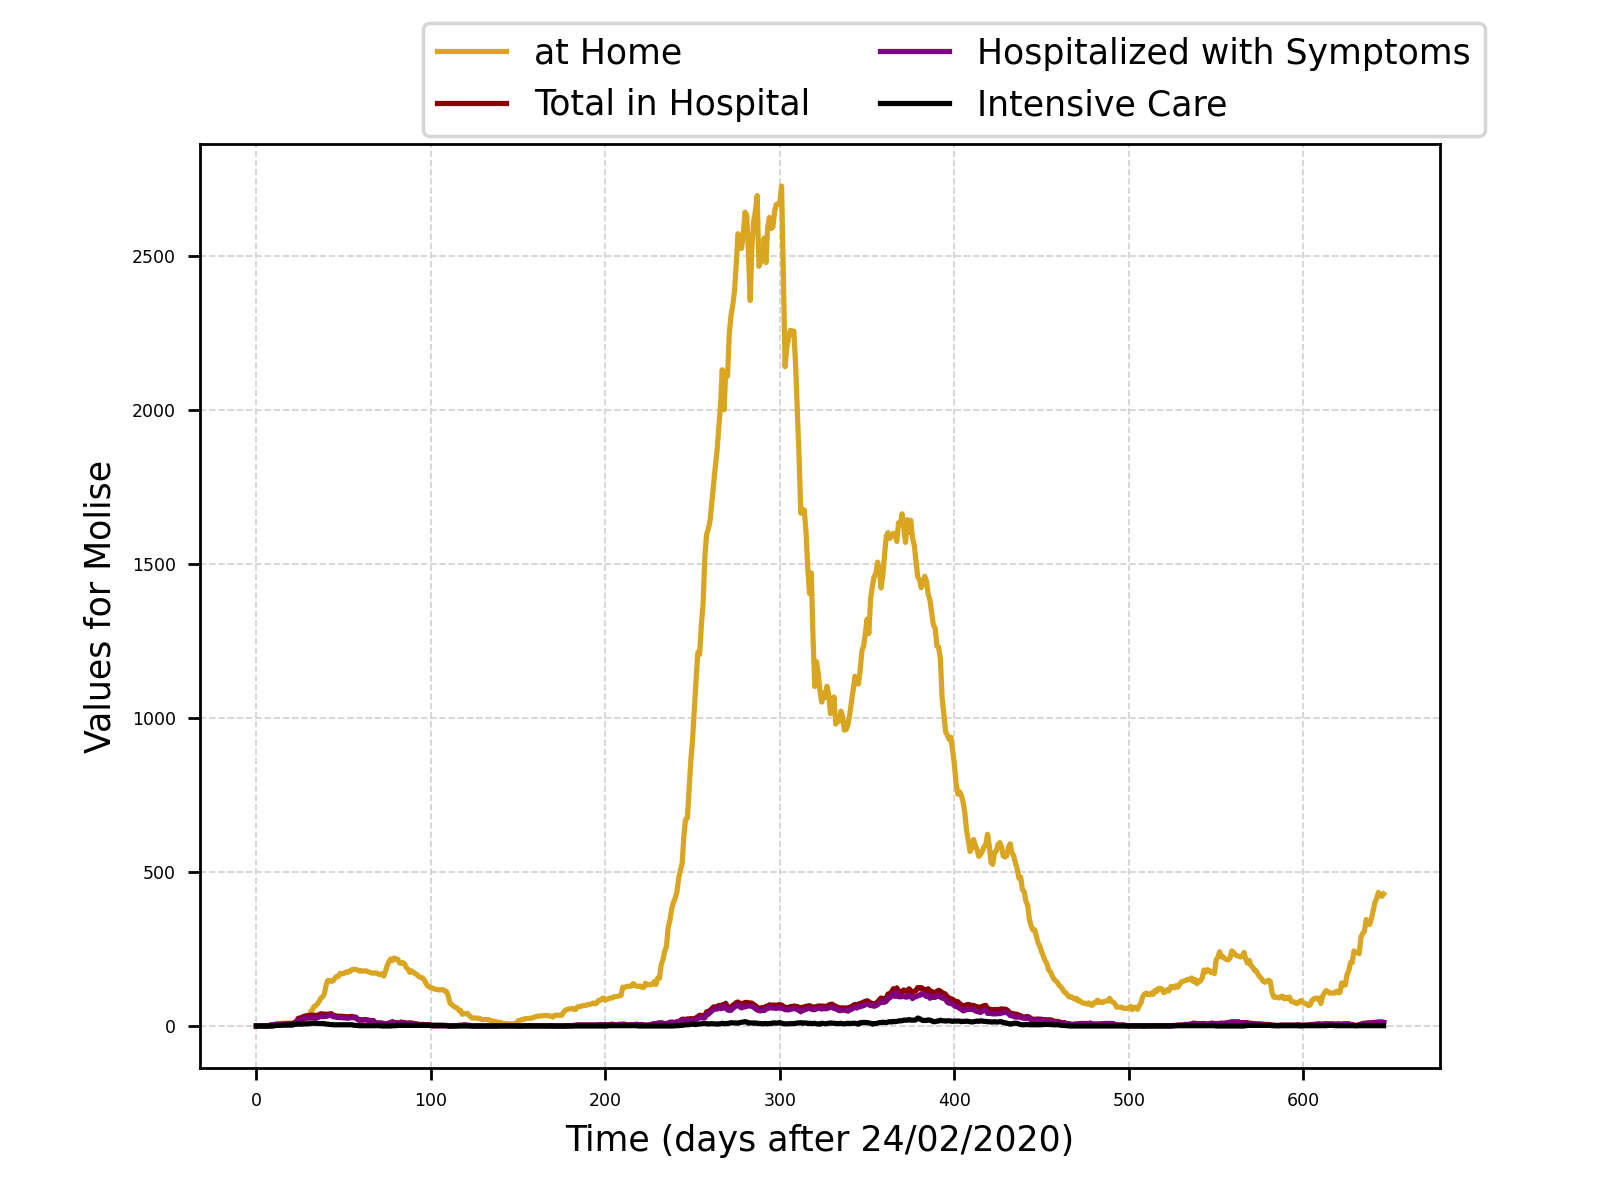 at Home
Total in Hospital
Hospitalized with Symptoms
Intensive Care
Values for Molise
2500
2000
1500
1000
500
0
0 100 200 300 400 500 600
Time (days after 24/02/2020)